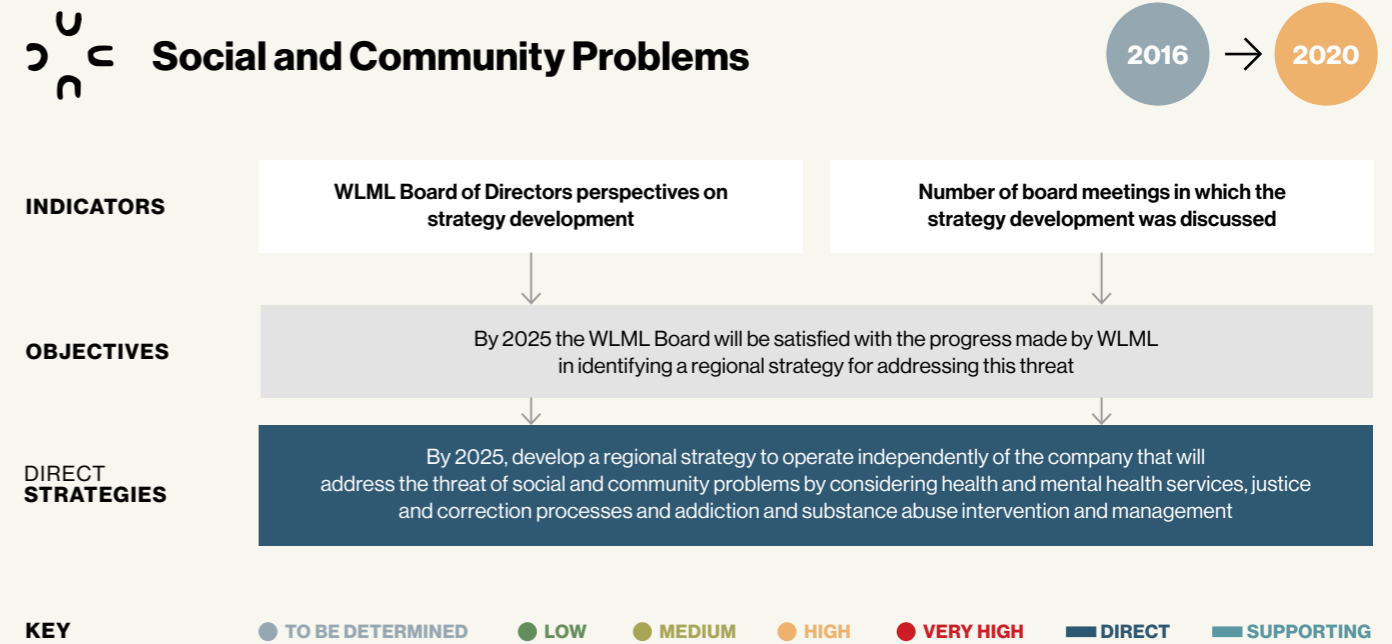 Social and Community Problems
2016
2020
INDICATORS
WLML Board of Directors perspectives on
strategy development
Number of board meetings in which the
strategy development was discussed
OBJECTIVES
By 2025 the WLML Board will be satisfied with the progress made by WLML
in identifying a regional strategy for addressing this threat
DIRECT
STRATEGIES
By 2025, develop a regional strategy to operate independently of the company that will
address the threat of social and community problems by considering health and mental health services, justice
and correction processes and addiction and substance abuse intervention and management
KEY
TO BE DETERMINED
LOW
MEDIUM
HIGH
VERY HIGH
DIRECT
SUPPORTING